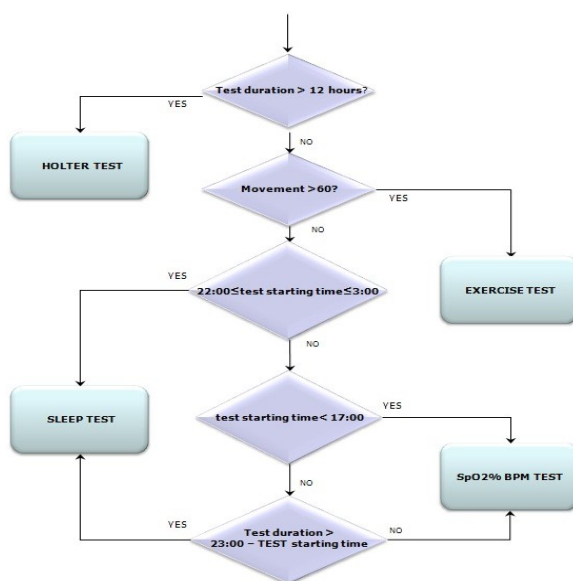 Test duration > 12 hours?
YES
HOLTER TEST
NO
Movement >60?
YES
NO
EXERCISE TEST
YES
22:00≤test starting time≤3:00
NO
SLEEP TEST
test starting time< 17:00
YES
SpO2% BPM TEST
NO
YES
Test duration >
23:00 – TEST starting time
NO